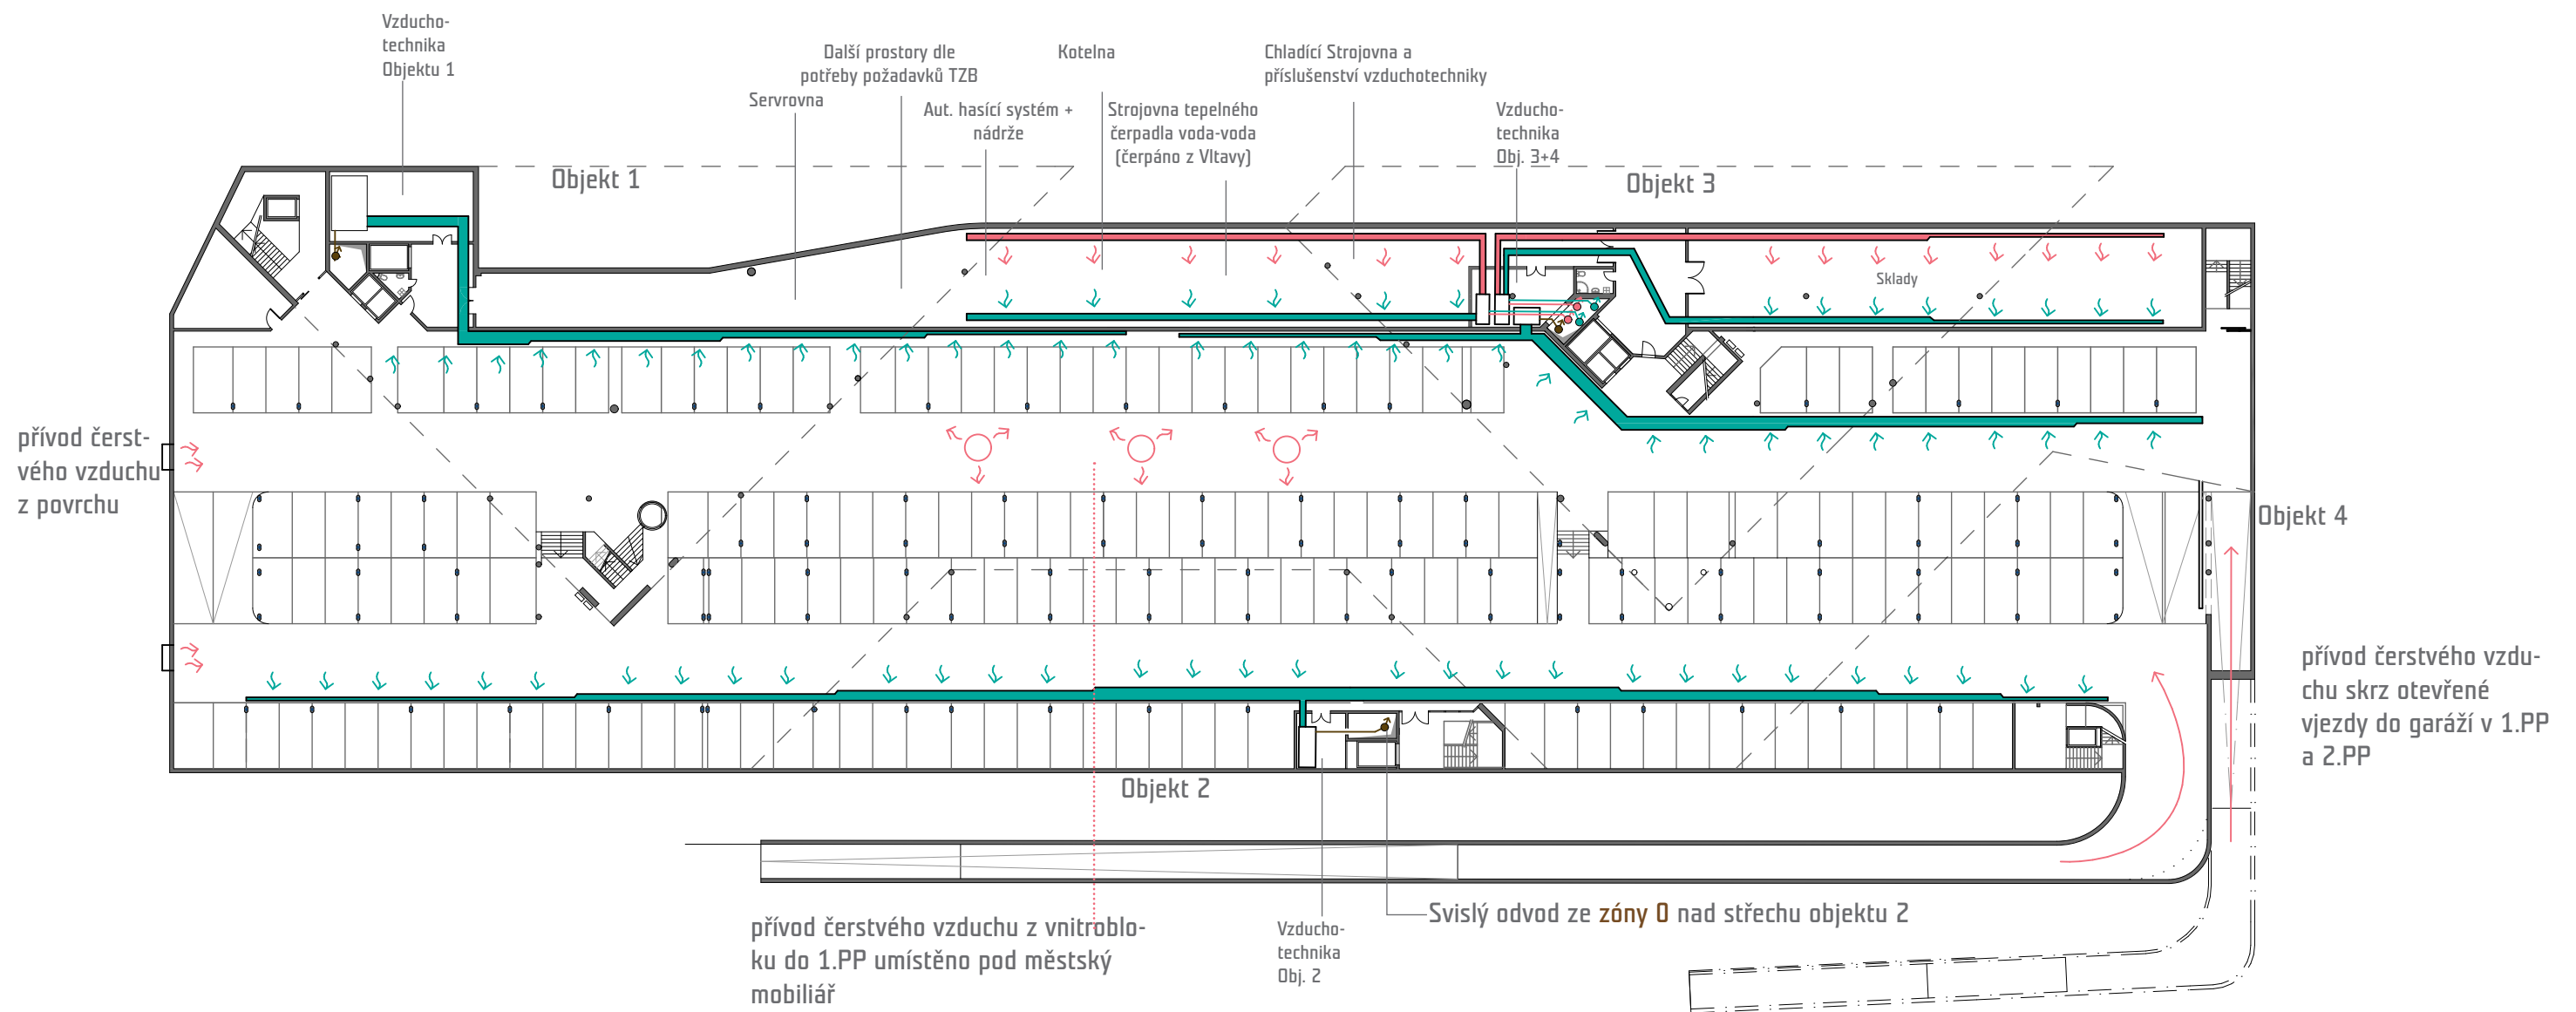 Vzducho-
technika
Objektu 1
Servrovna
Další prostory dle
potřeby požadavků TZB
Aut. hasící systém +
nádrže
Kotelna
Strojovna tepelného
čerpadla voda-voda
(čerpáno z Vltavy)
Chladící Strojovna a
příslušenství vzduchotechniky
Vzducho-
technika
Obj. 3+4
Objekt 1
Objekt 3
Sklady
přívod čerst-
vého vzduchu
z povrchu
Objekt 4
přívod čerstvého vzdu-
chu skrz otevřené
vjezdy do garáží v 1.PP
a 2.PP
Objekt 2
přívod čerstvého vzduchu z vnitroblo-
ku do 1.PP umístěno pod městský
mobiliář
Vzducho-
technika
Obj. 2
Svislý odvod ze zóny 0 nad střechu objektu 2